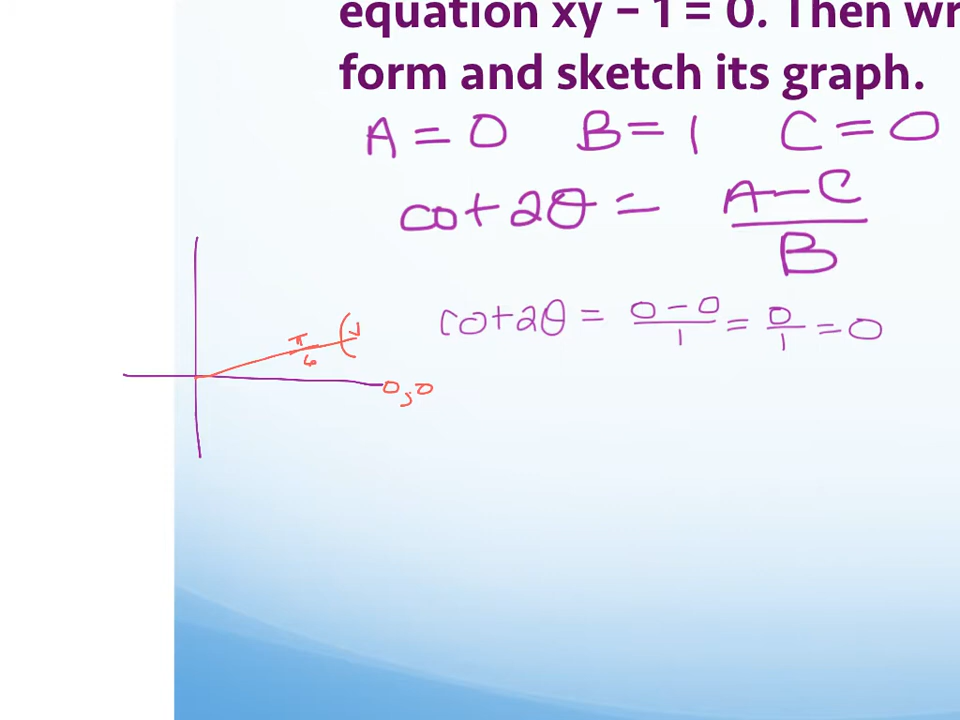 equation xy − 1 = 0. Then wr
form and sketch its graph.
A = 0 B = 1 C = 0
cot 2θ = A − C / B
cot 2θ = 0 − 0 / 1 = 0 / 1 = 0
π / 6
0,0